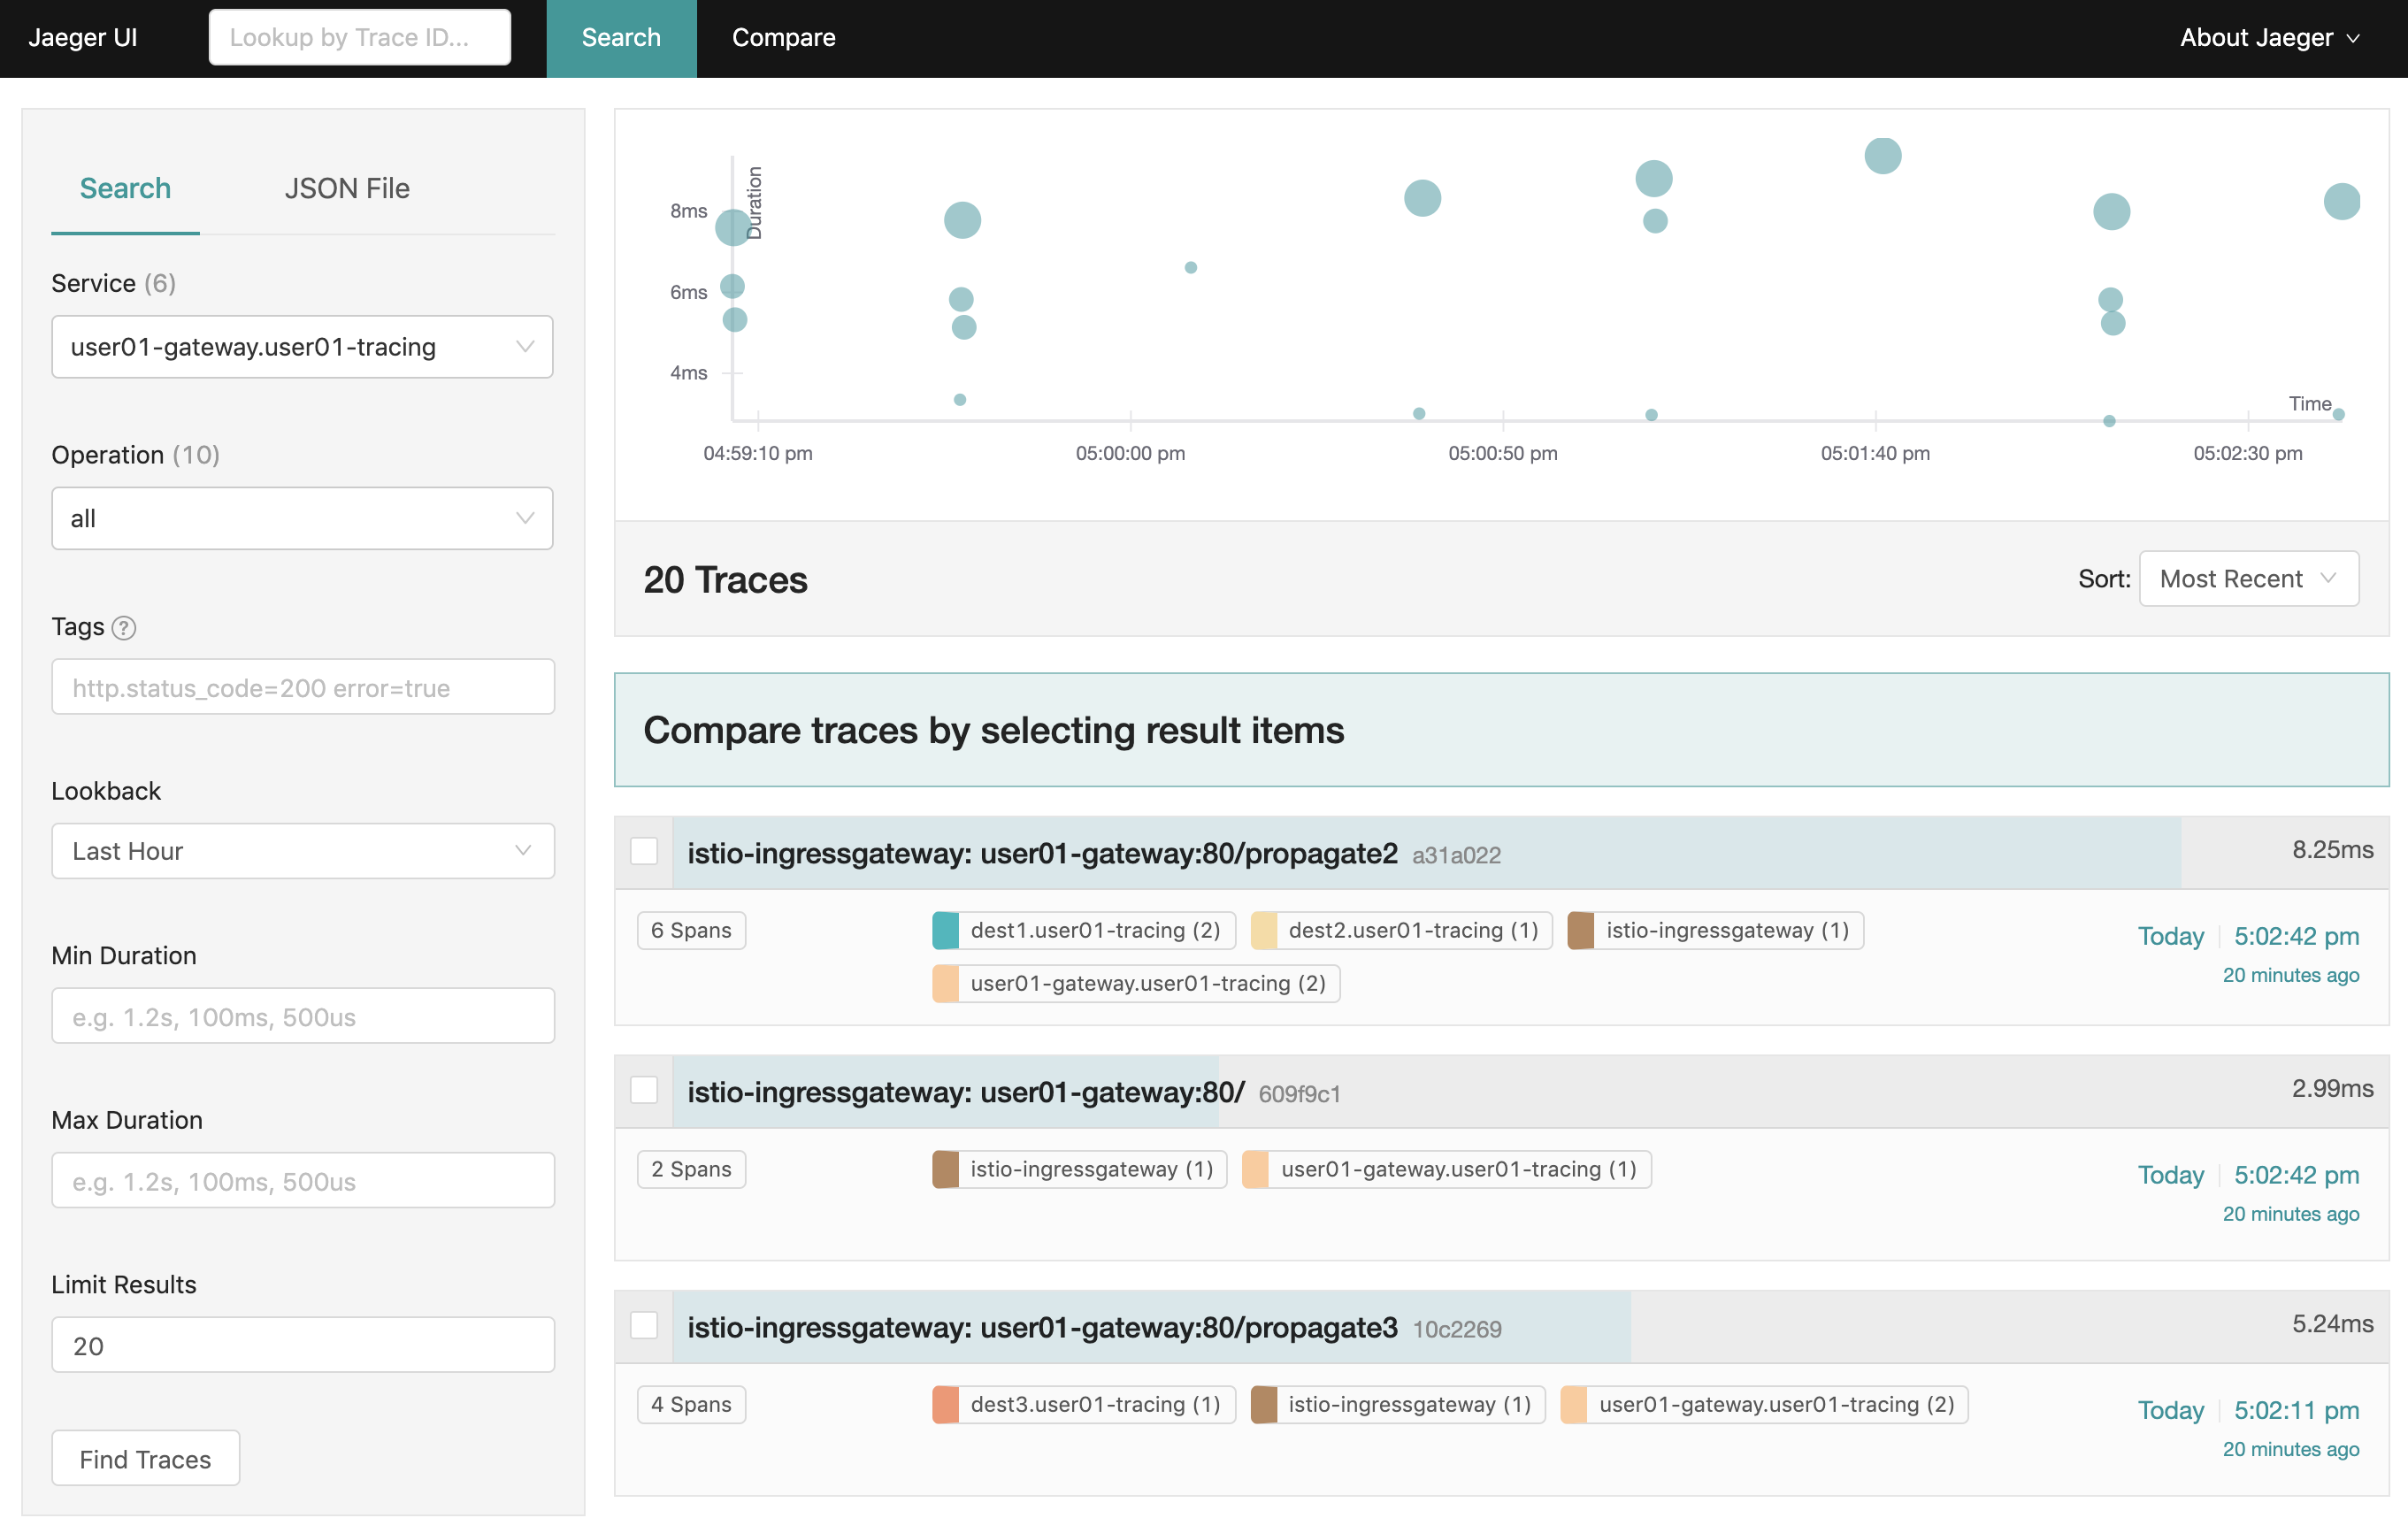 Jaeger UI
Lookup by Trace ID...
Search
Compare
About Jaeger
Search
JSON File
Service (6)
user01-gateway.user01-tracing
Operation (10)
all
Tags ?
http.status_code=200 error=true
Lookback
Last Hour
Min Duration
e.g. 1.2s, 100ms, 500us
Max Duration
e.g. 1.2s, 100ms, 500us
Limit Results
20
Find Traces
Duration
8ms
6ms
4ms
Time
04:59:10 pm
05:00:00 pm
05:00:50 pm
05:01:40 pm
05:02:30 pm
20 Traces
Sort: Most Recent
Compare traces by selecting result items
istio-ingressgateway: user01-gateway:80/propagate2 a31a022
8.25ms
6 Spans
dest1.user01-tracing (2)
dest2.user01-tracing (1)
istio-ingressgateway (1)
user01-gateway.user01-tracing (2)
Today 5:02:42 pm
20 minutes ago
istio-ingressgateway: user01-gateway:80/ 609f9c1
2.99ms
2 Spans
istio-ingressgateway (1)
user01-gateway.user01-tracing (1)
Today 5:02:42 pm
20 minutes ago
istio-ingressgateway: user01-gateway:80/propagate3 10c2269
5.24ms
4 Spans
dest3.user01-tracing (1)
istio-ingressgateway (1)
user01-gateway.user01-tracing (2)
Today 5:02:11 pm
20 minutes ago